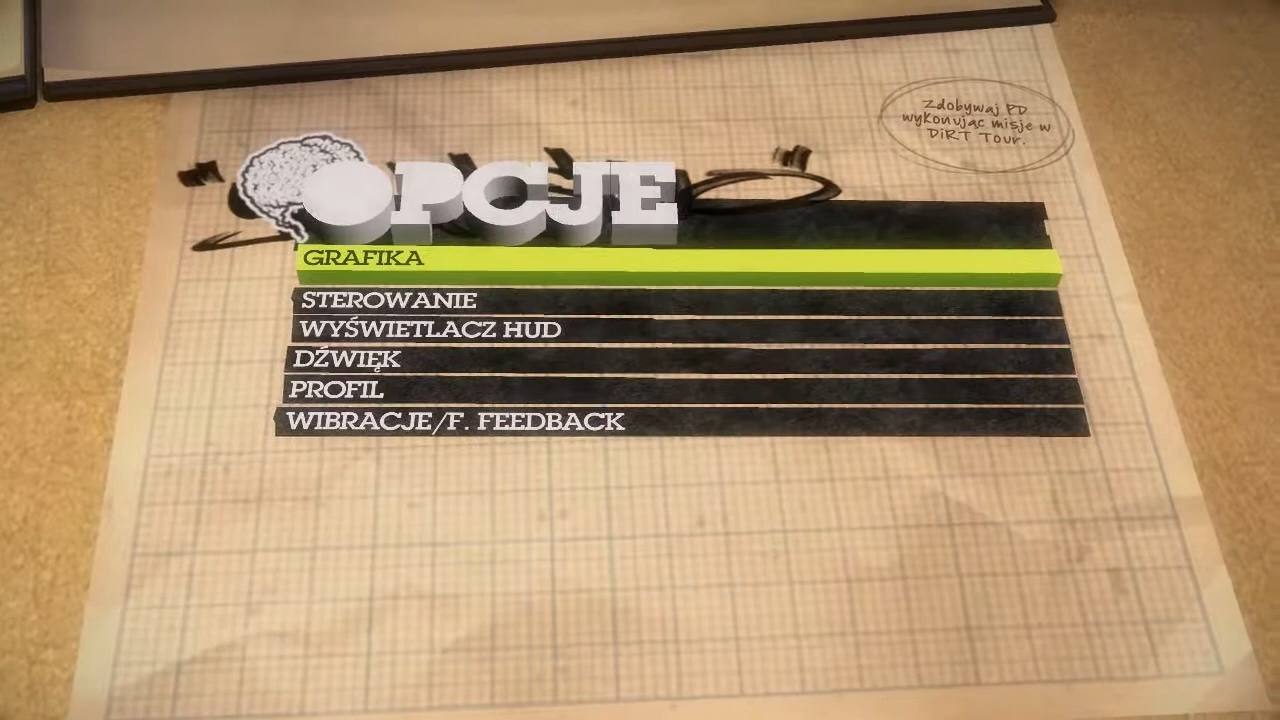 Zdobywaj PD
wykonując misje w
DiRT Tour.
OPCJE
GRAFIKA
STEROWANIE
WYŚWIETLACZ HUD
DŹWIĘK
PROFIL
WIBRACJE/F. FEEDBACK